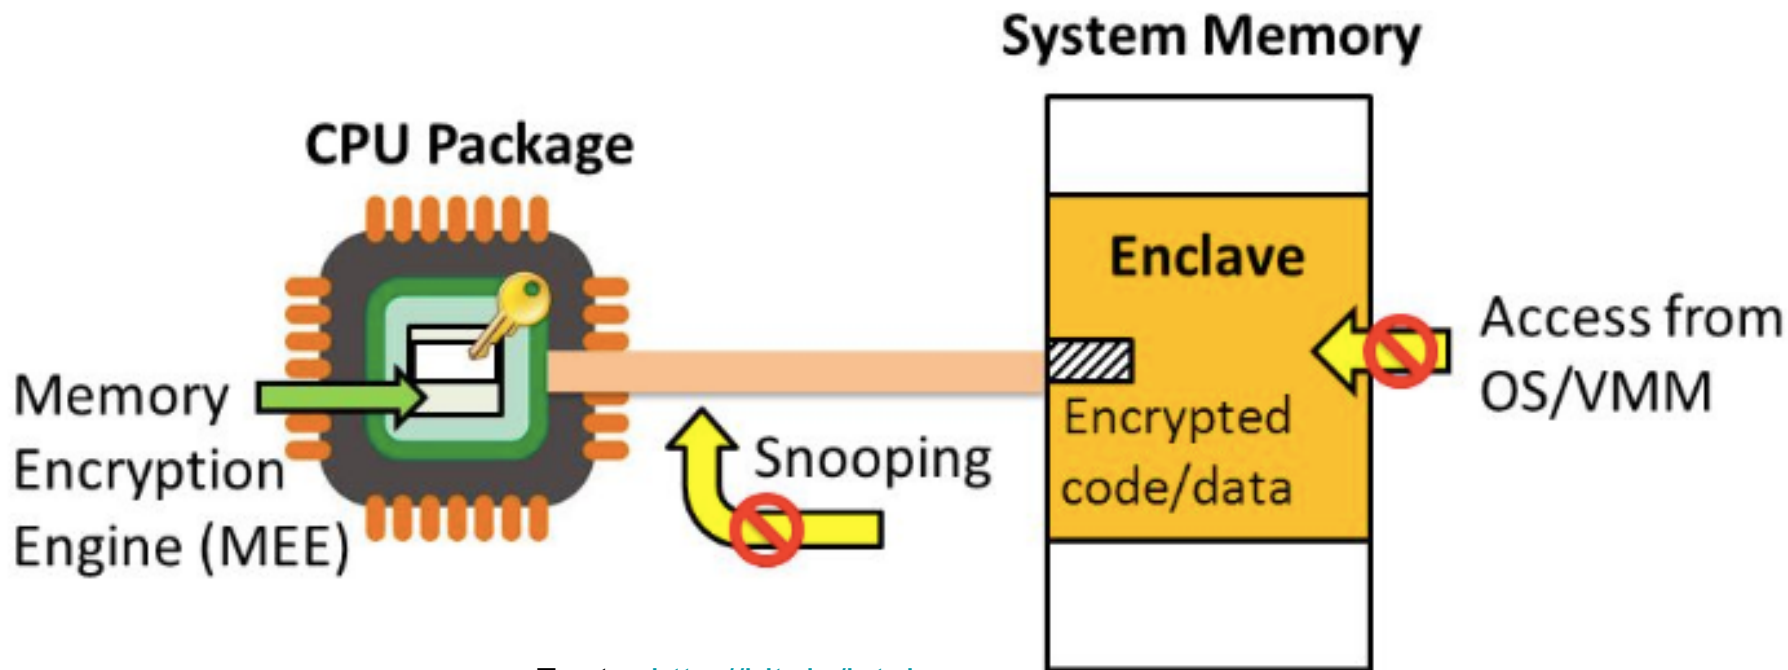 System Memory
CPU Package
Enclave
Access from
OS/VMM
Memory
Encryption
Engine (MEE)
Snooping
Encrypted
code/data